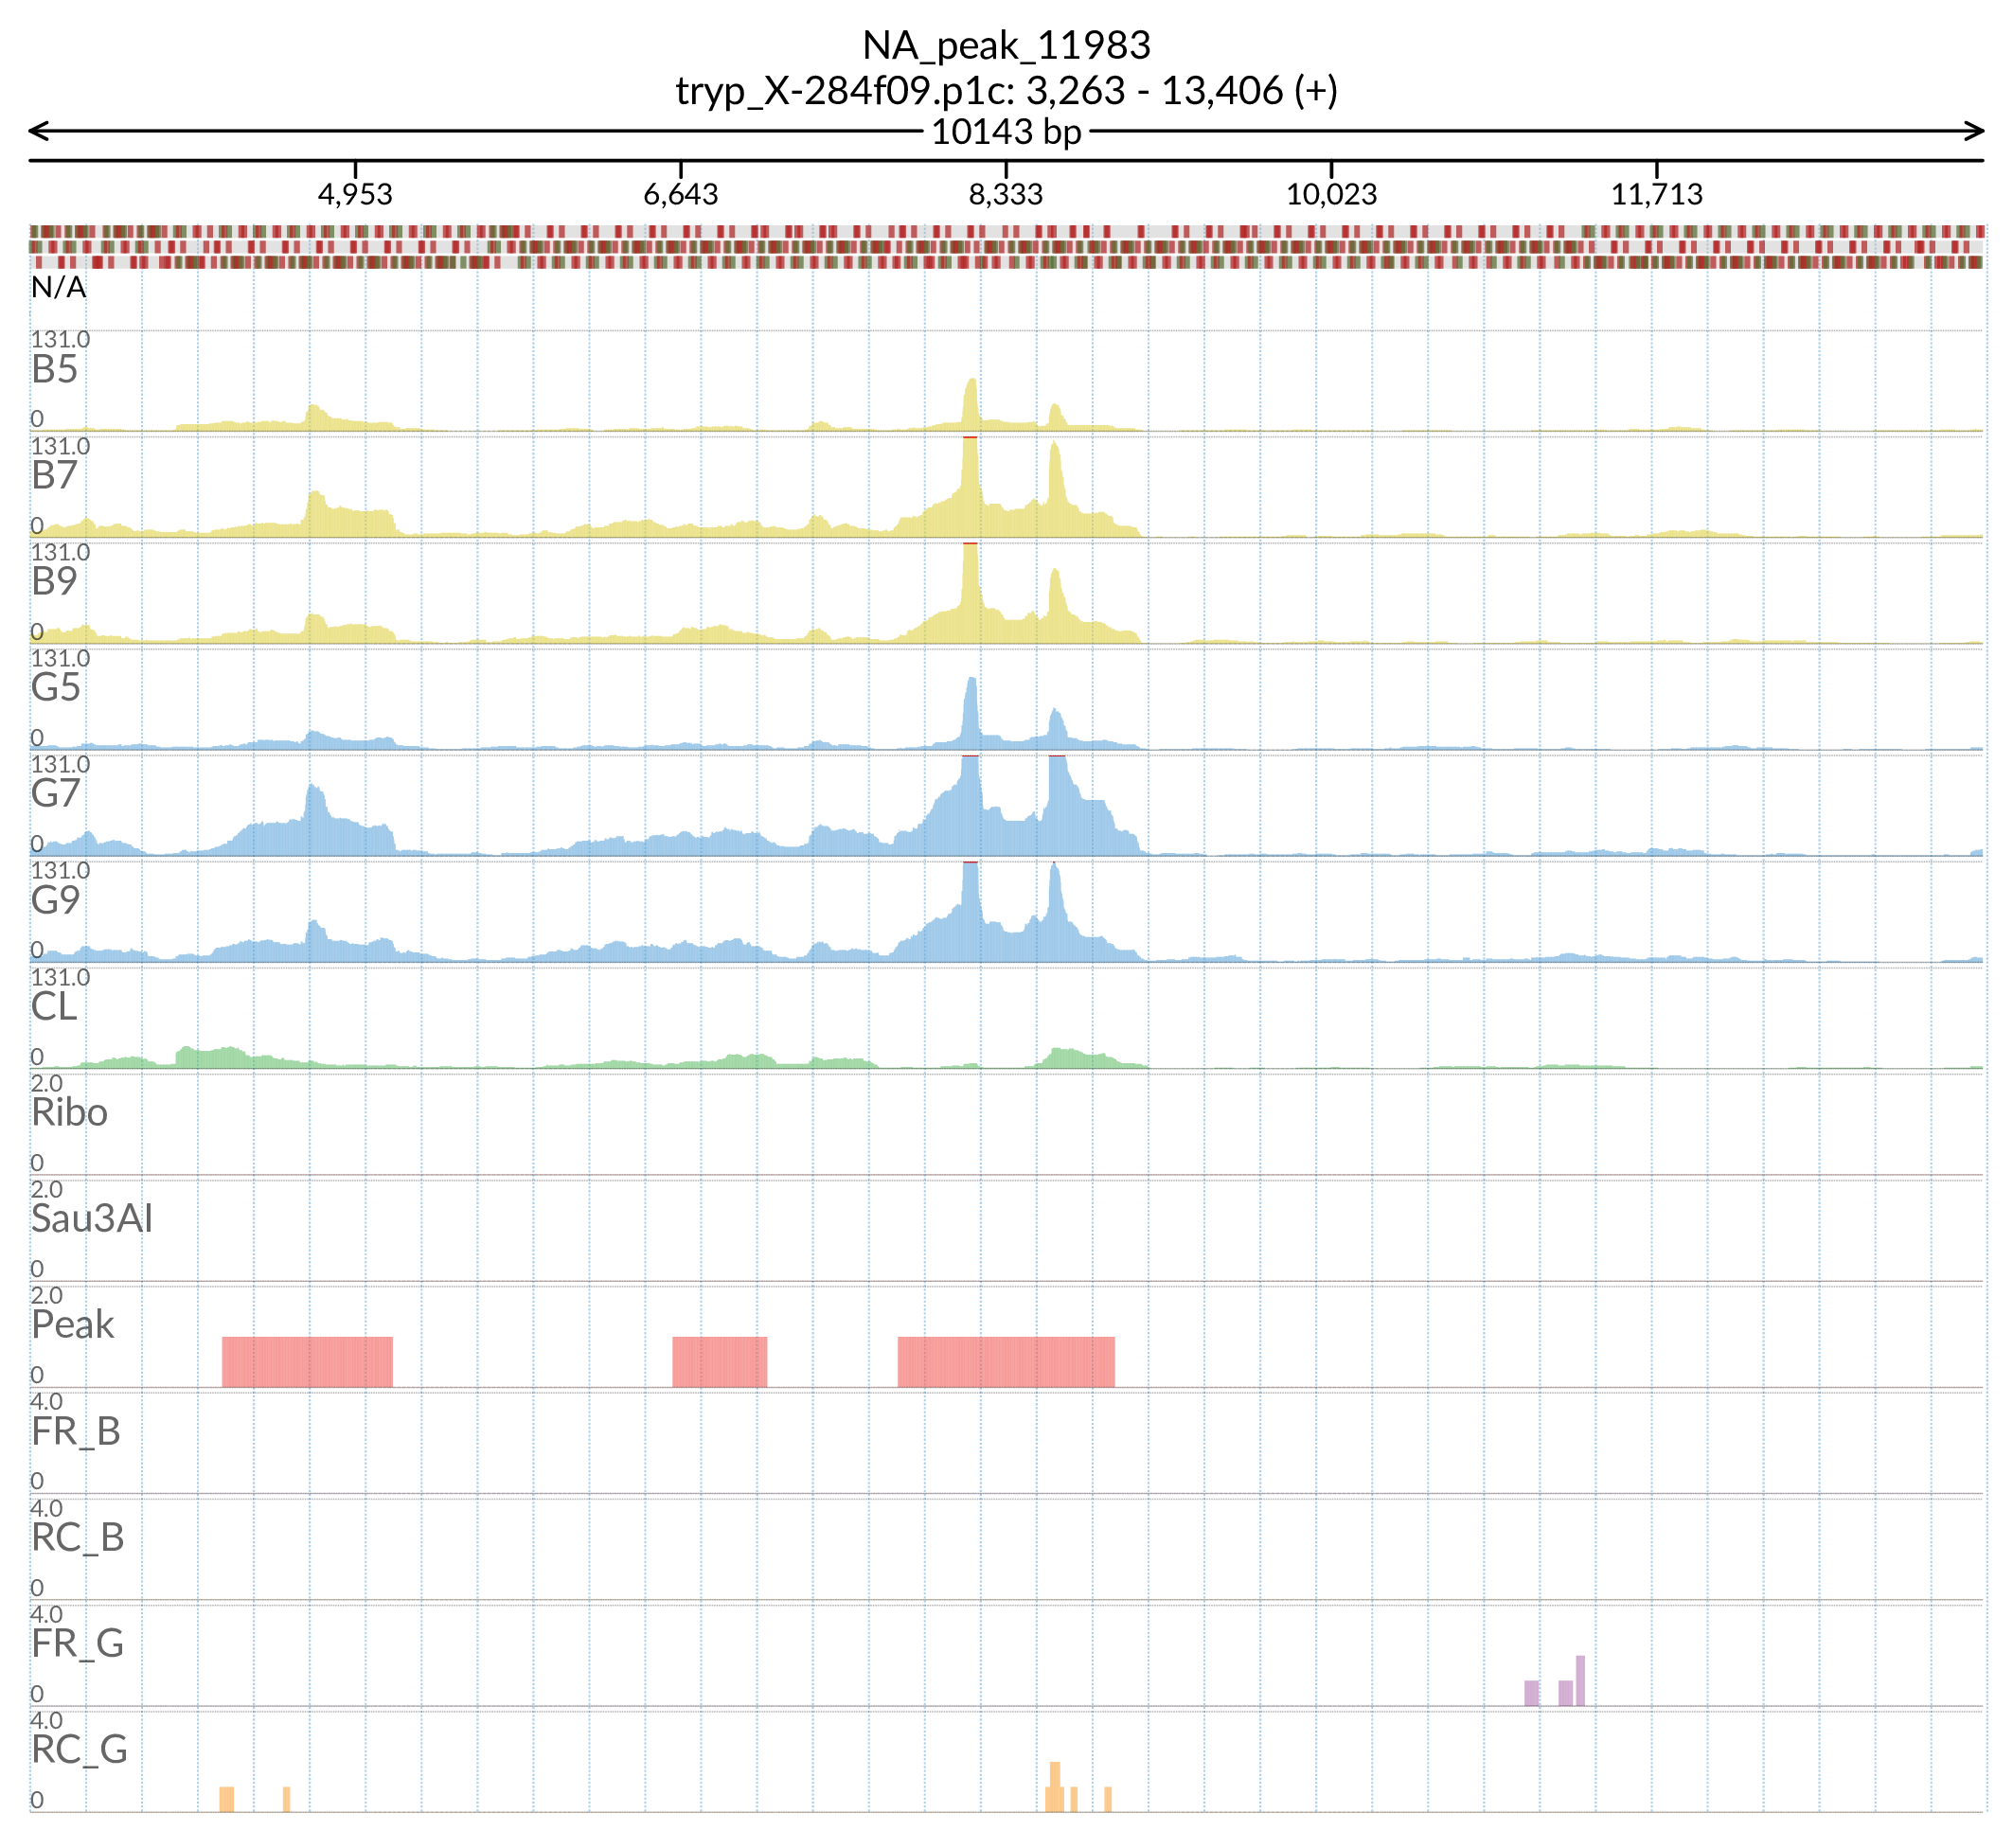 NA_peak_11983
tryp_X-284f09.p1c: 3,263 - 13,406 (+)
10143 bp
4,953 6,643 8,333 10,023 11,713
N/A
131.0
B5
0
131.0
B7
0
131.0
B9
0
131.0
G5
0
131.0
G7
0
131.0
G9
0
131.0
CL
0
2.0
Ribo
0
2.0
Sau3AI
0
2.0
Peak
0
4.0
FR_B
0
4.0
RC_B
0
4.0
FR_G
0
4.0
RC_G
0